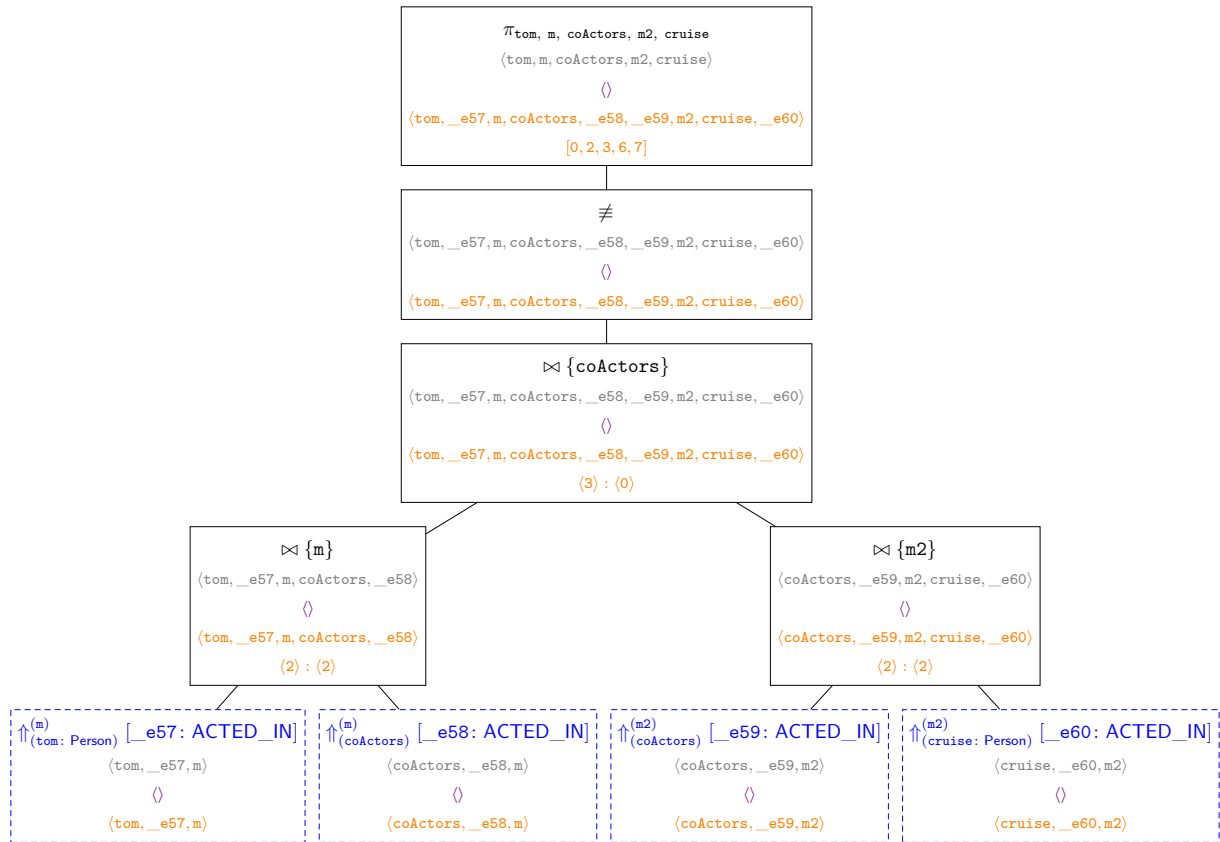 π tom, m, coActors, m2, cruise
⟨tom, m, coActors, m2, cruise⟩
⟨⟩
⟨tom, __e57, m, coActors, __e58, __e59, m2, cruise, __e60⟩
[0, 2, 3, 6, 7]
≢
⟨tom, __e57, m, coActors, __e58, __e59, m2, cruise, __e60⟩
⟨⟩
⟨tom, __e57, m, coActors, __e58, __e59, m2, cruise, __e60⟩
⋈ {coActors}
⟨tom, __e57, m, coActors, __e58, __e59, m2, cruise, __e60⟩
⟨⟩
⟨tom, __e57, m, coActors, __e58, __e59, m2, cruise, __e60⟩
⟨3⟩ : ⟨0⟩
⋈ {m}
⟨tom, __e57, m, coActors, __e58⟩
⟨⟩
⟨tom, __e57, m, coActors, __e58⟩
⟨2⟩ : ⟨2⟩
⋈ {m2}
⟨coActors, __e59, m2, cruise, __e60⟩
⟨⟩
⟨coActors, __e59, m2, cruise, __e60⟩
⟨2⟩ : ⟨2⟩
⇑ (m) (tom: Person) [__e57: ACTED_IN]
⟨tom, __e57, m⟩
⟨⟩
⟨tom, __e57, m⟩
⇑ (m) (coActors) [__e58: ACTED_IN]
⟨coActors, __e58, m⟩
⟨⟩
⟨coActors, __e58, m⟩
⇑ (m2) (coActors) [__e59: ACTED_IN]
⟨coActors, __e59, m2⟩
⟨⟩
⟨coActors, __e59, m2⟩
⇑ (m2) (cruise: Person) [__e60: ACTED_IN]
⟨cruise, __e60, m2⟩
⟨⟩
⟨cruise, __e60, m2⟩